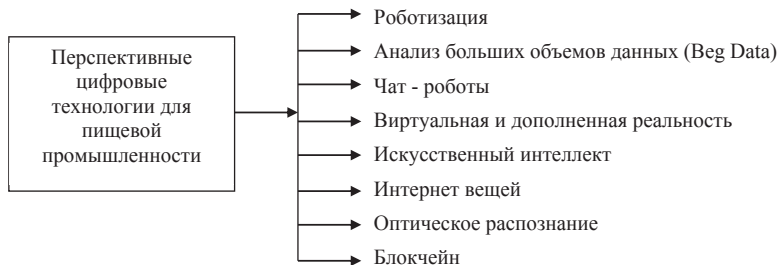 Перспективные
цифровые
технологии для
пищевой
промышленности
Роботизация
Анализ больших объемов данных (Beg Data)
Чат - роботы
Виртуальная и дополненная реальность
Искусственный интеллект
Интернет вещей
Оптическое распознание
Блокчейн